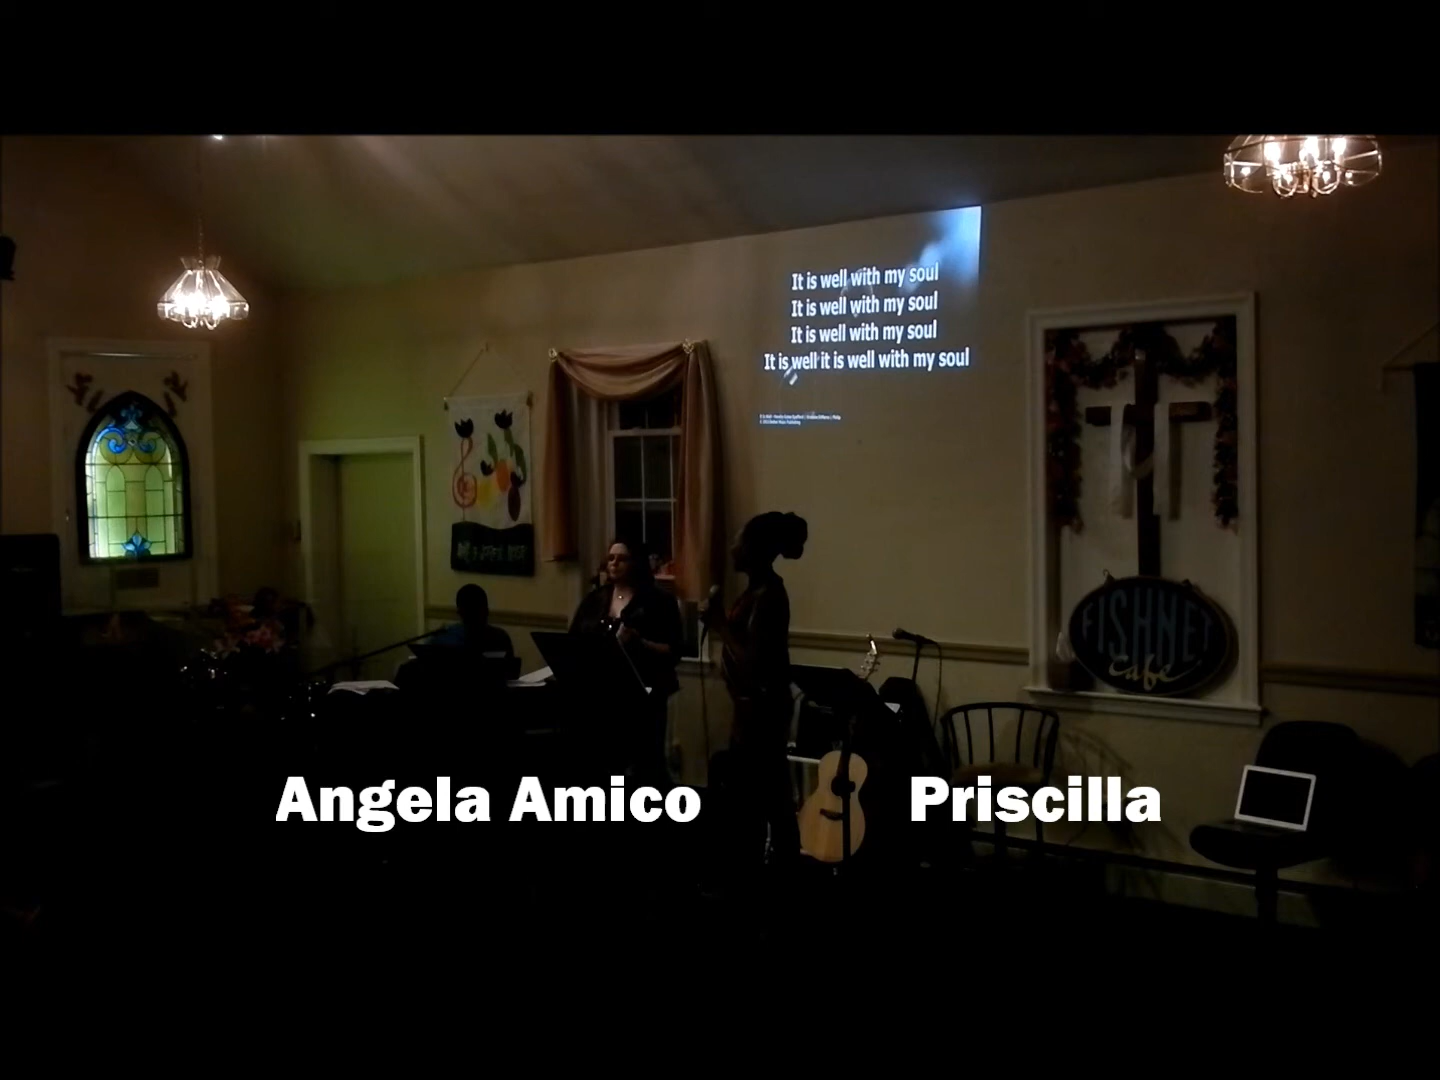 It is well with my soul
It is well with my soul
It is well with my soul
It is well it is well with my soul
FISHNET
Cafe
Angela Amico
Priscilla